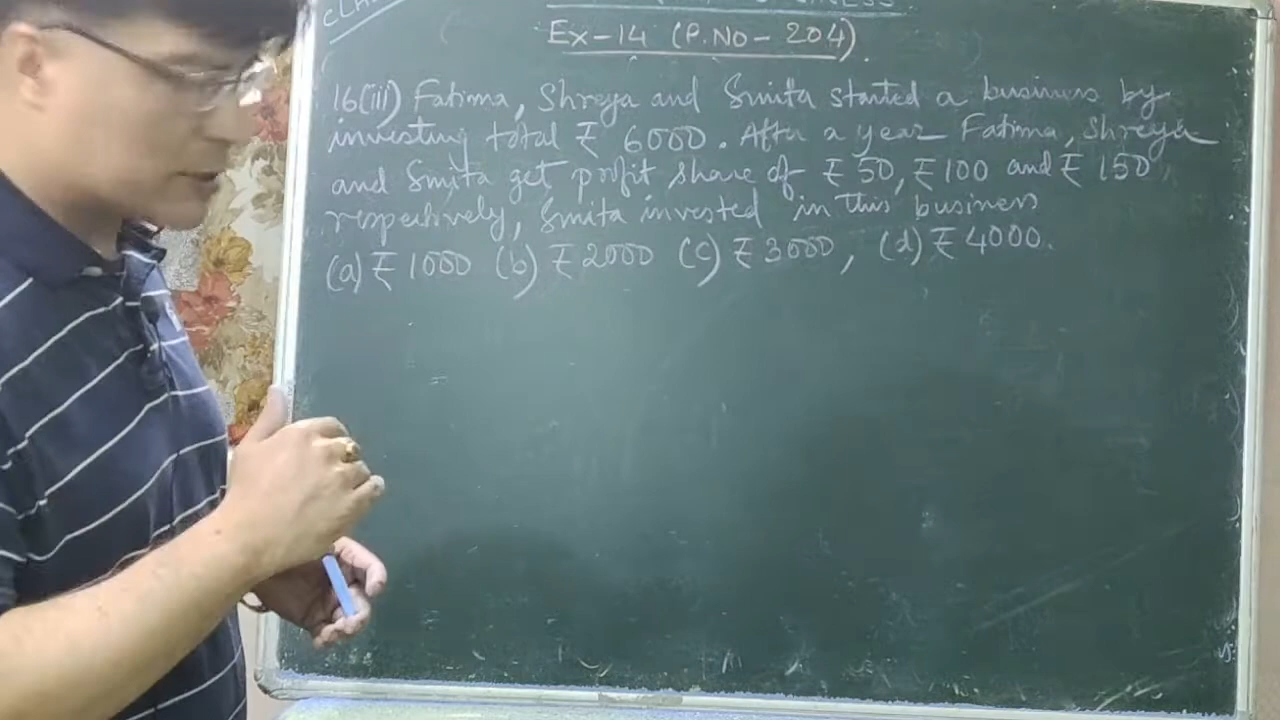 Ex-14 (P.NO- 204).
16(iii) Fatima, Shreya and Smita started a business by
investing total ₹ 6000. After a year Fatima, Shreya
and Smita get profit share of ₹ 50, ₹ 100 and ₹ 150,
respectively, Smita invested in this business
(a) ₹ 1000 (b) ₹ 2000 (c) ₹ 3000, (d) ₹ 4000.